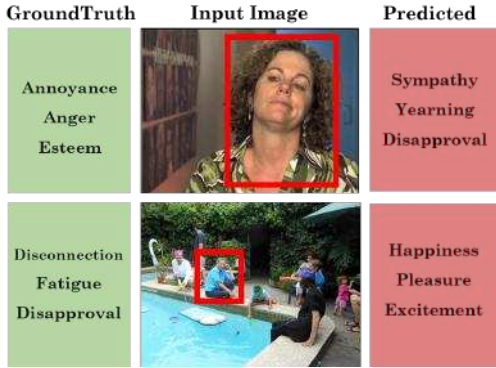 GroundTruth Input Image Predicted
Annoyance
Anger
Esteem
Sympathy
Yearning
Disapproval
Disconnection
Fatigue
Disapproval
Happiness
Pleasure
Excitement